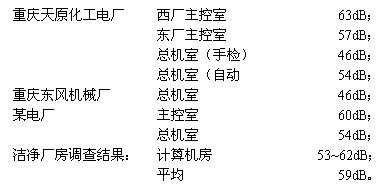 重庆天原化工电厂 西厂主控室 63dB；
东厂主控室 57dB；
总机室（手检） 46dB；
总机室（自动 54dB；
重庆东风机械厂 总机室 46dB；
某电厂 主控室 60dB；
总机室 54dB；
洁净厂房调查结果： 计算机房 53~62dB；
平均 59dB。